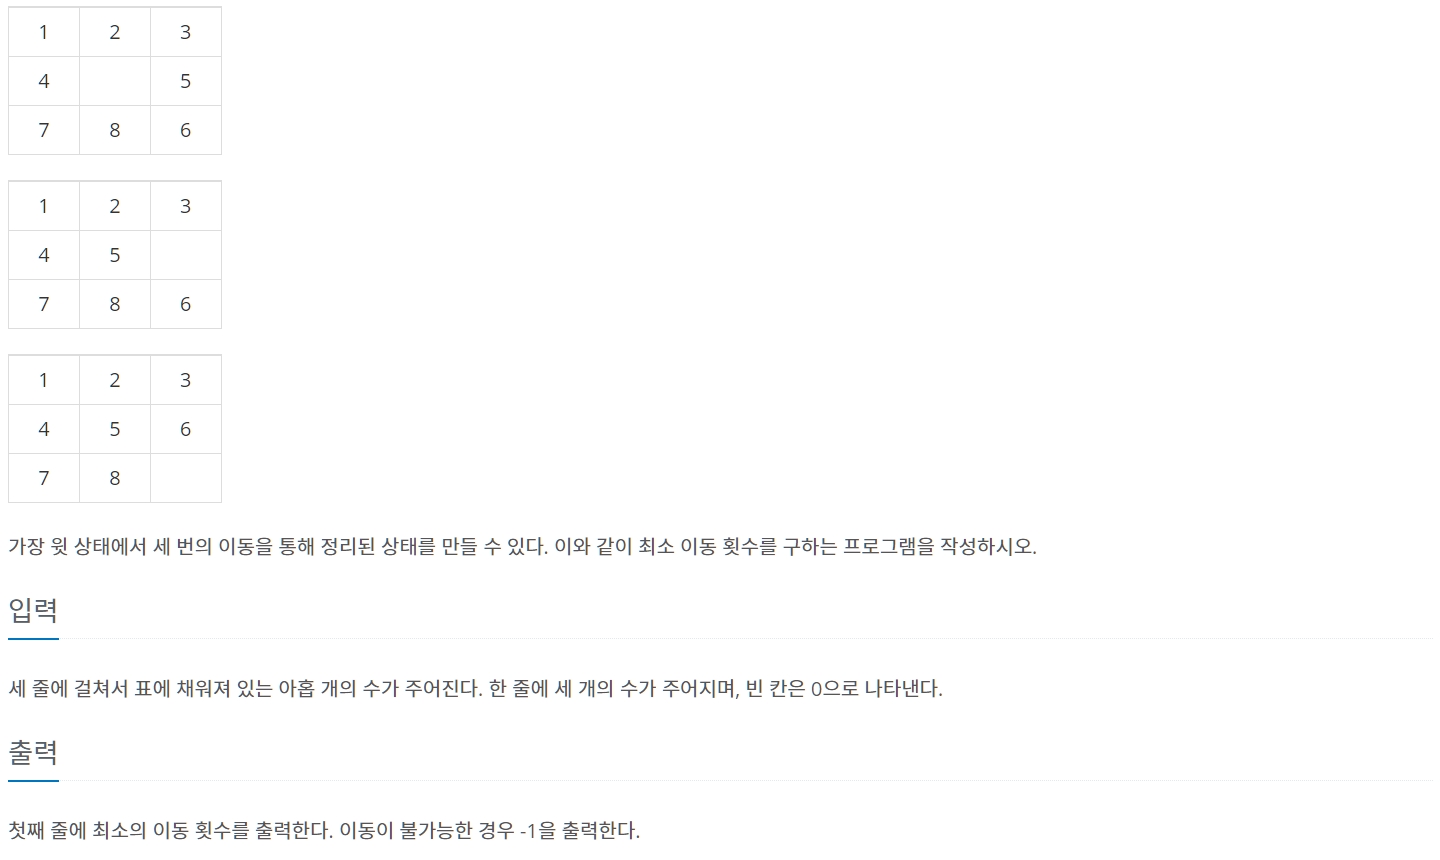 1 2 3
4 5
7 8 6
1 2 3
4 5
7 8 6
1 2 3
4 5 6
7 8
가장 윗 상태에서 세 번의 이동을 통해 정리된 상태를 만들 수 있다. 이와 같이 최소 이동 횟수를 구하는 프로그램을 작성하시오.
입력
세 줄에 걸쳐서 표에 채워져 있는 아홉 개의 수가 주어진다. 한 줄에 세 개의 수가 주어지며, 빈 칸은 0으로 나타낸다.
출력
첫째 줄에 최소의 이동 횟수를 출력한다. 이동이 불가능한 경우 -1을 출력한다.